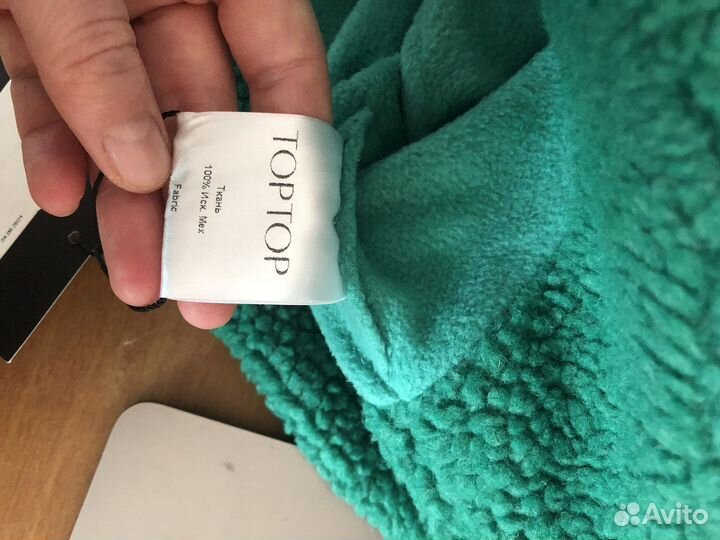 TOPTOP
Ткань
100% Иск. Мех
Fabric
Avito